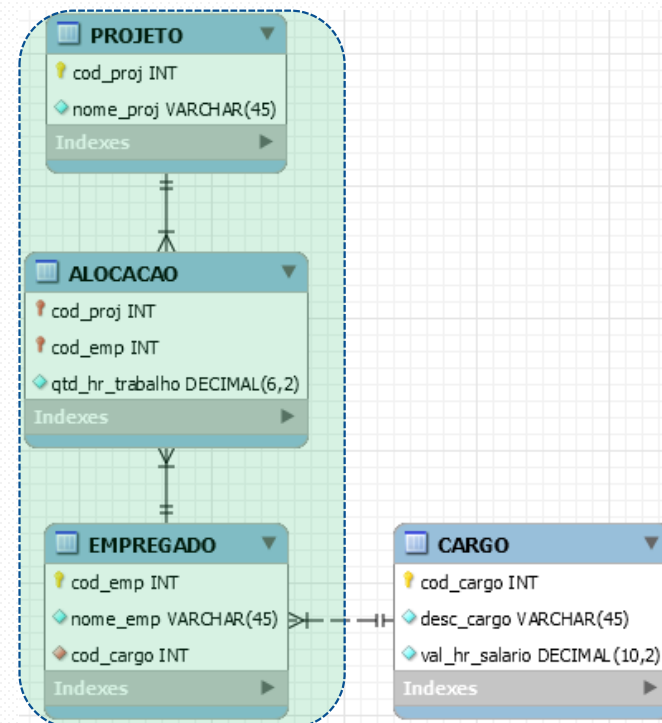 PROJETO
cod_proj INT
nome_proj VARCHAR(45)
Indexes
ALOCACAO
cod_proj INT
cod_emp INT
qtd_hr_trabalho DECIMAL(6,2)
Indexes
EMPREGADO
cod_emp INT
nome_emp VARCHAR(45)
cod_cargo INT
Indexes
CARGO
cod_cargo INT
desc_cargo VARCHAR(45)
val_hr_salario DECIMAL(10,2)
Indexes